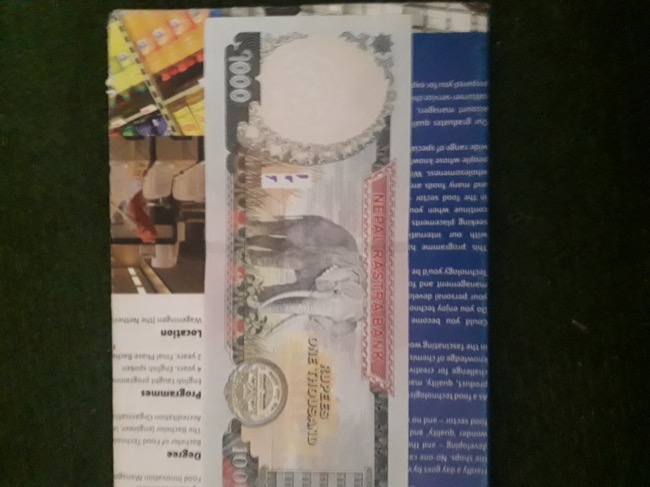 Hardly a day goes by
the shops. No one ca
developing – and th
wonder 'quality' and
food sector – and no
As a food technologis
product, quality, ma
challenge for creativ
knowledge of chemis
in the fascinating wo
Could you become
Do you enjoy techno
your personal develo
management and fo
Technology you'd be
This programme h
with our internati
seeking placements
continue when you
in the food sector
and many foods are
wholesomeness. Wi
people whose know
wide range of specia
Our graduates quali
account managers,
customer-service
prepared you for exp
NEPAL RASTRA BANK
RUPEES
ONE THOUSAND
1000
1000
Food Innovation Manag
Degree
Bachelor of Food Techno
The Bachelor (engineer,
Accreditation Organisati
Programmes
English taught programm
4 years, English spoken
2 years, Final Phase Bach
Location
Wageningen (the Nether